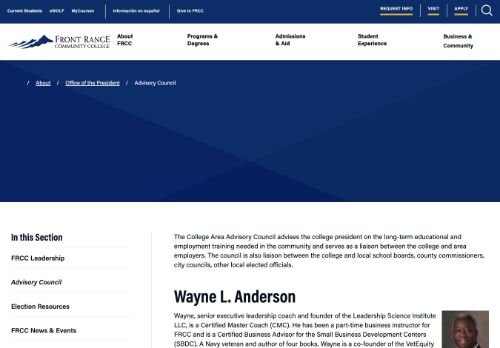 Current Students eWOLF MyCourses Información en español Give to FRCC REQUEST INFO VISIT APPLY
FRONT RANGE
COMMUNITY COLLEGE
About
FRCC
Programs &
Degrees
Admissions
& Aid
Student
Experience
Business &
Community
/ About / Office of the President / Advisory Council
In this Section
FRCC Leadership
Advisory Council
Election Resources
FRCC News & Events
The College Area Advisory Council advises the college president on the long-term educational and
employment training needed in the community and serves as a liaison between the college and area
employers. The council is also liaison between the college and local school boards, county commissioners,
city councils, other local elected officials.
Wayne L. Anderson
Wayne, senior executive leadership coach and founder of the Leadership Science Institute
LLC, is a Certified Master Coach (CMC). He has been a part-time business instructor for
FRCC and is a Certified Business Advisor for the Small Business Development Centers
(SBDC). A Navy veteran and author of four books, Wayne is a co-founder of the VetEquity